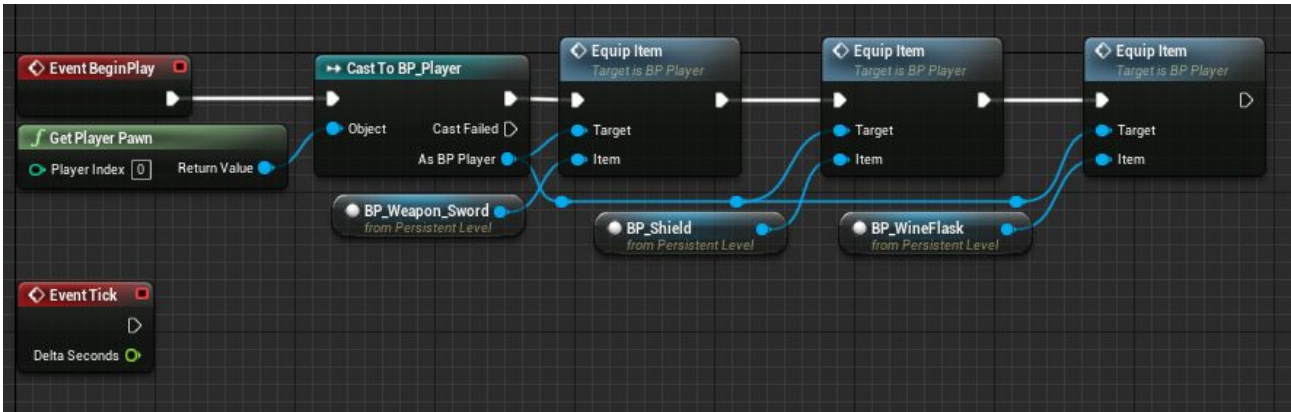 Event BeginPlay
f Get Player Pawn
Player Index 0
Return Value
Cast To BP_Player
Object
Cast Failed
As BP Player
BP_Weapon_Sword
from Persistent Level
Equip Item
Target is BP Player
Target
Item
BP_Shield
from Persistent Level
Equip Item
Target is BP Player
Target
Item
BP_WineFlask
from Persistent Level
Equip Item
Target is BP Player
Target
Item
Event Tick
Delta Seconds